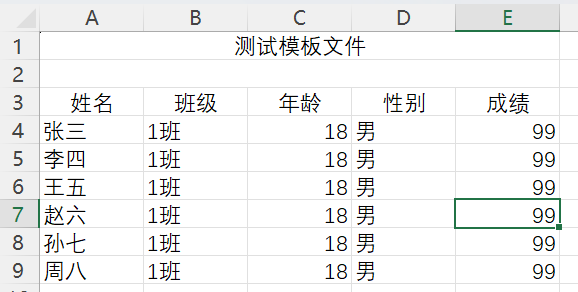 A B C D E
1 测试模板文件
2
3 姓名 班级 年龄 性别 成绩
4 张三 1班 18 男 99
5 李四 1班 18 男 99
6 王五 1班 18 男 99
7 赵六 1班 18 男 99
8 孙七 1班 18 男 99
9 周八 1班 18 男 99